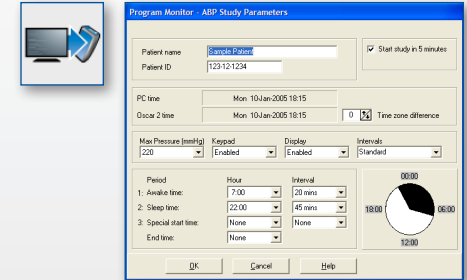 Program Monitor - ABP Study Parameters
Patient name Sample Patient
Start study in 5 minutes
Patient ID 123-12-1234
PC time Mon 10-Jan-2005 18:15
Oscar 2 time Mon 10-Jan-2005 18:15 0 Time zone difference
Max Pressure (mmHg) Keypad Display Intervals
220 Enabled Enabled Standard
Period Hour Interval
1: Awake time: 7:00 20 mins
2: Sleep time: 22:00 45 mins
3: Special start time: None None
End time: None
00:00
18:00 06:00
12:00
OK Cancel Help